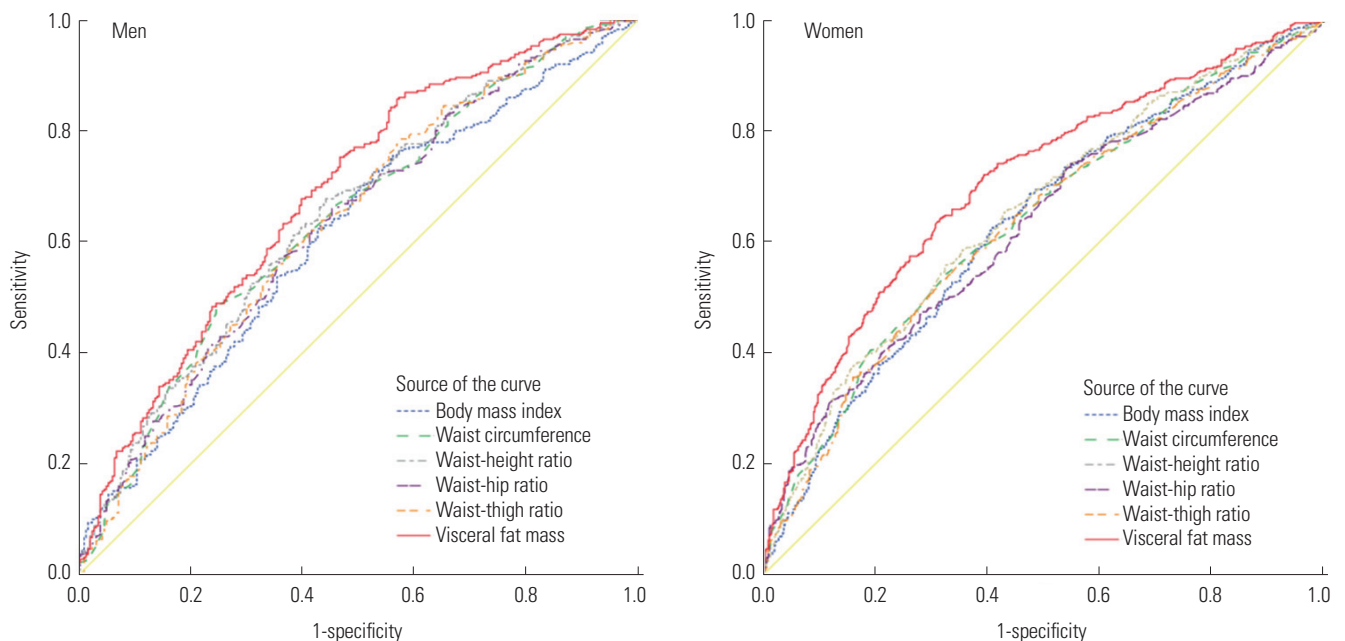 Men
1.0
0.8
0.6
0.4
0.2
0.0
Sensitivity
Source of the curve
Body mass index
Waist circumference
Waist-height ratio
Waist-hip ratio
Waist-thigh ratio
Visceral fat mass
0.0 0.2 0.4 0.6 0.8 1.0
1-specificity
Women
1.0
0.8
0.6
0.4
0.2
0.0
Sensitivity
Source of the curve
Body mass index
Waist circumference
Waist-height ratio
Waist-hip ratio
Waist-thigh ratio
Visceral fat mass
0.0 0.2 0.4 0.6 0.8 1.0
1-specificity